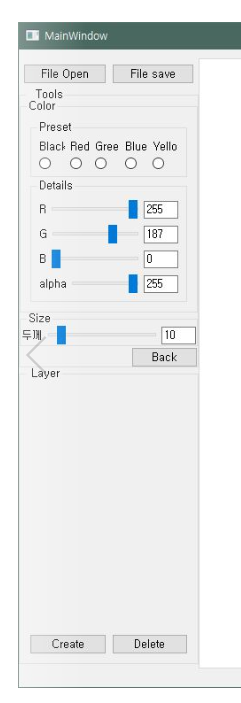 MainWindow
File Open File save
Tools
Color
Preset
Black Red Gree Blue Yello
Details
R 255
G 187
B 0
alpha 255
Size
두께 10
Back
Layer
Create Delete